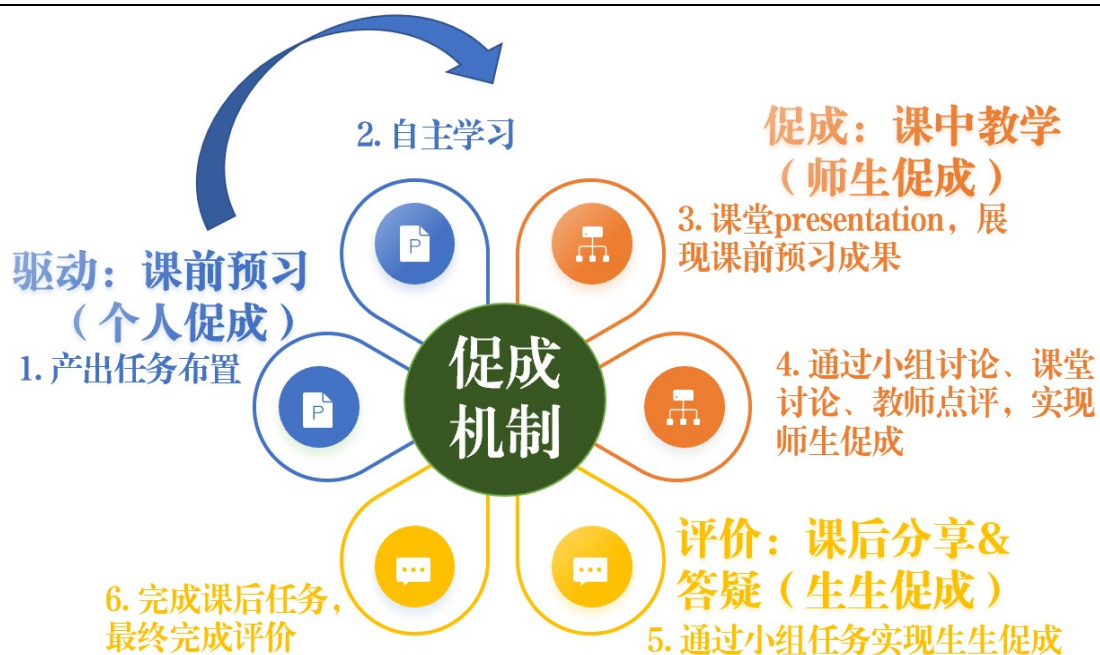 驱动：课前预习
（个人促成）
1. 产出任务布置
2. 自主学习
促成：课中教学
（师生促成）
3. 课堂presentation，展
现课前预习成果
4. 通过小组讨论、课堂
讨论、教师点评，实现
师生促成
评价：课后分享&
答疑（生生促成）
5. 通过小组任务实现生生促成
6. 完成课后任务，
最终完成评价
促成
机制
P
P